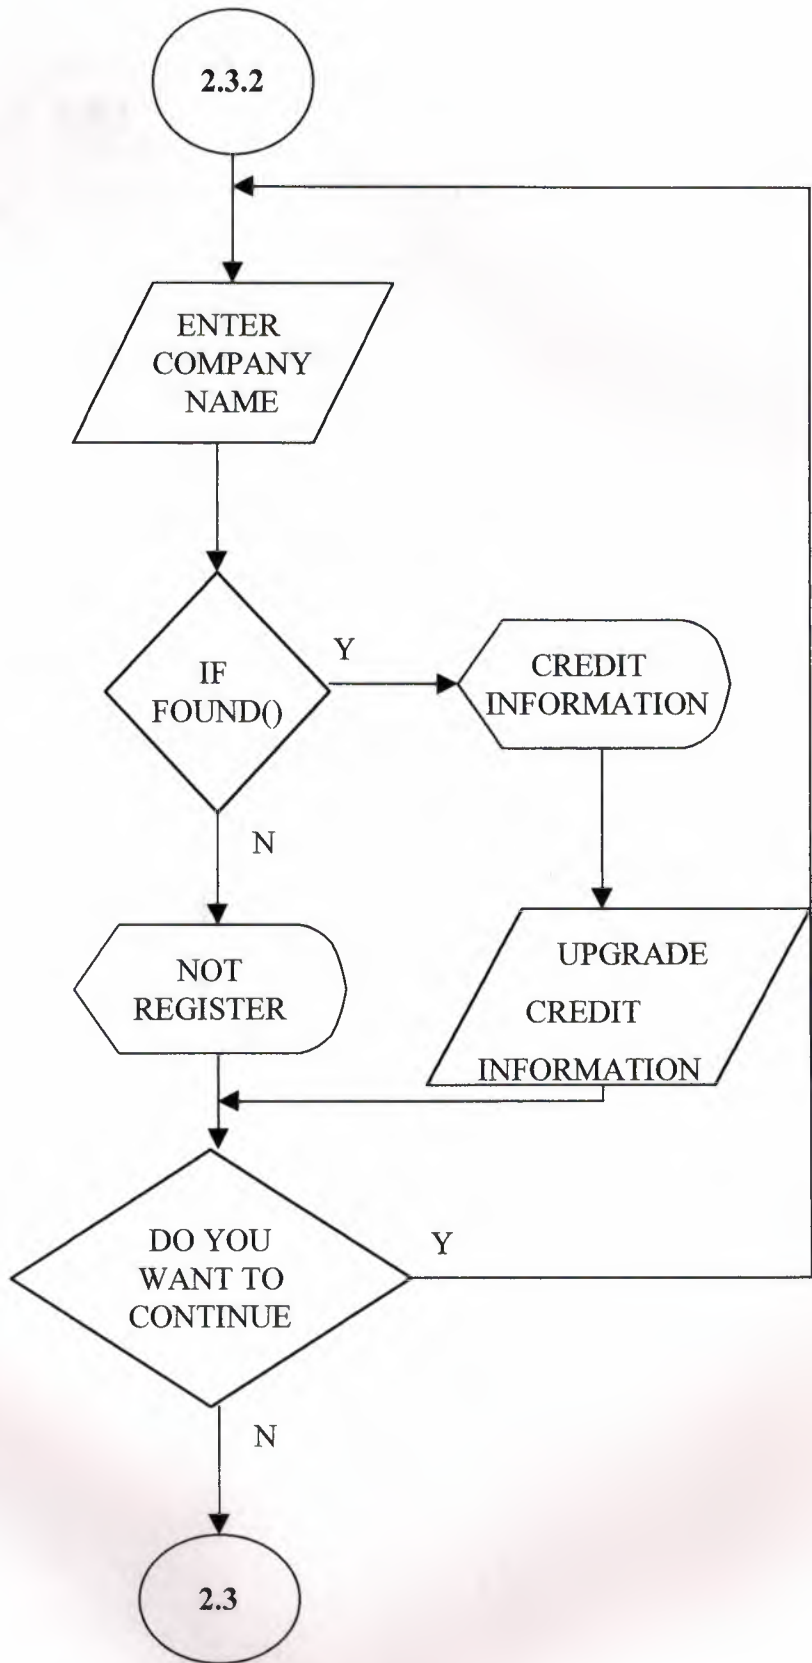 2.3.2
ENTER
COMPANY
NAME
IF
FOUND()
Y
CREDIT
INFORMATION
N
NOT
REGISTER
UPGRADE
CREDIT
INFORMATION
DO YOU
WANT TO
CONTINUE
Y
N
2.3